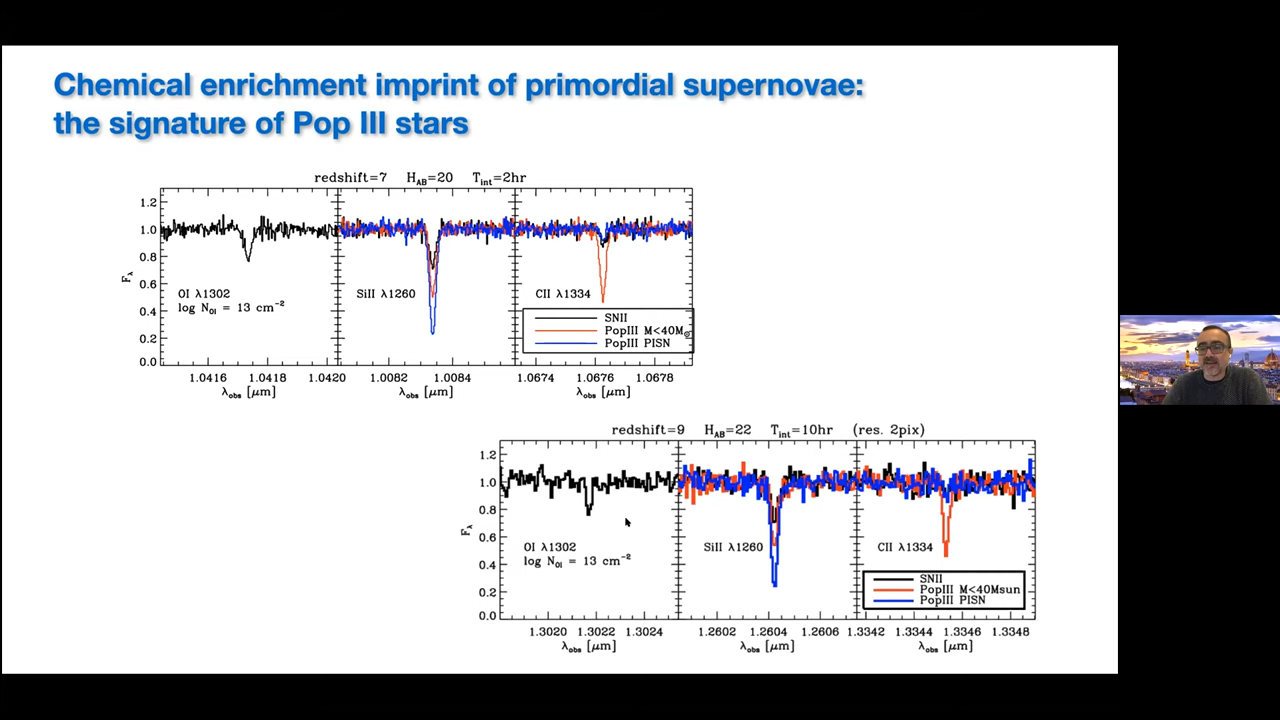 Chemical enrichment imprint of primordial supernovae:
the signature of Pop III stars
redshift=7 H_AB=20 T_int=2hr
1.2
1.0
0.8
0.6
0.4
0.2
0.0
F_λ
OI λ1302
log N_OI = 13 cm⁻²
SiII λ1260
CII λ1334
SNII
PopIII M<40M☉
PopIII PISN
1.0416 1.0418 1.0420 1.0082 1.0084 1.0674 1.0676 1.0678
λ_obs [μm] λ_obs [μm] λ_obs [μm]
redshift=9 H_AB=22 T_int=10hr (res. 2pix)
1.2
1.0
0.8
0.6
0.4
0.2
0.0
F_λ
OI λ1302
log N_OI = 13 cm⁻²
SiII λ1260
CII λ1334
SNII
PopIII M<40Msun
PopIII PISN
1.3020 1.3022 1.3024 1.2602 1.2604 1.2606 1.3342 1.3344 1.3346 1.3348
λ_obs [μm] λ_obs [μm] λ_obs [μm]